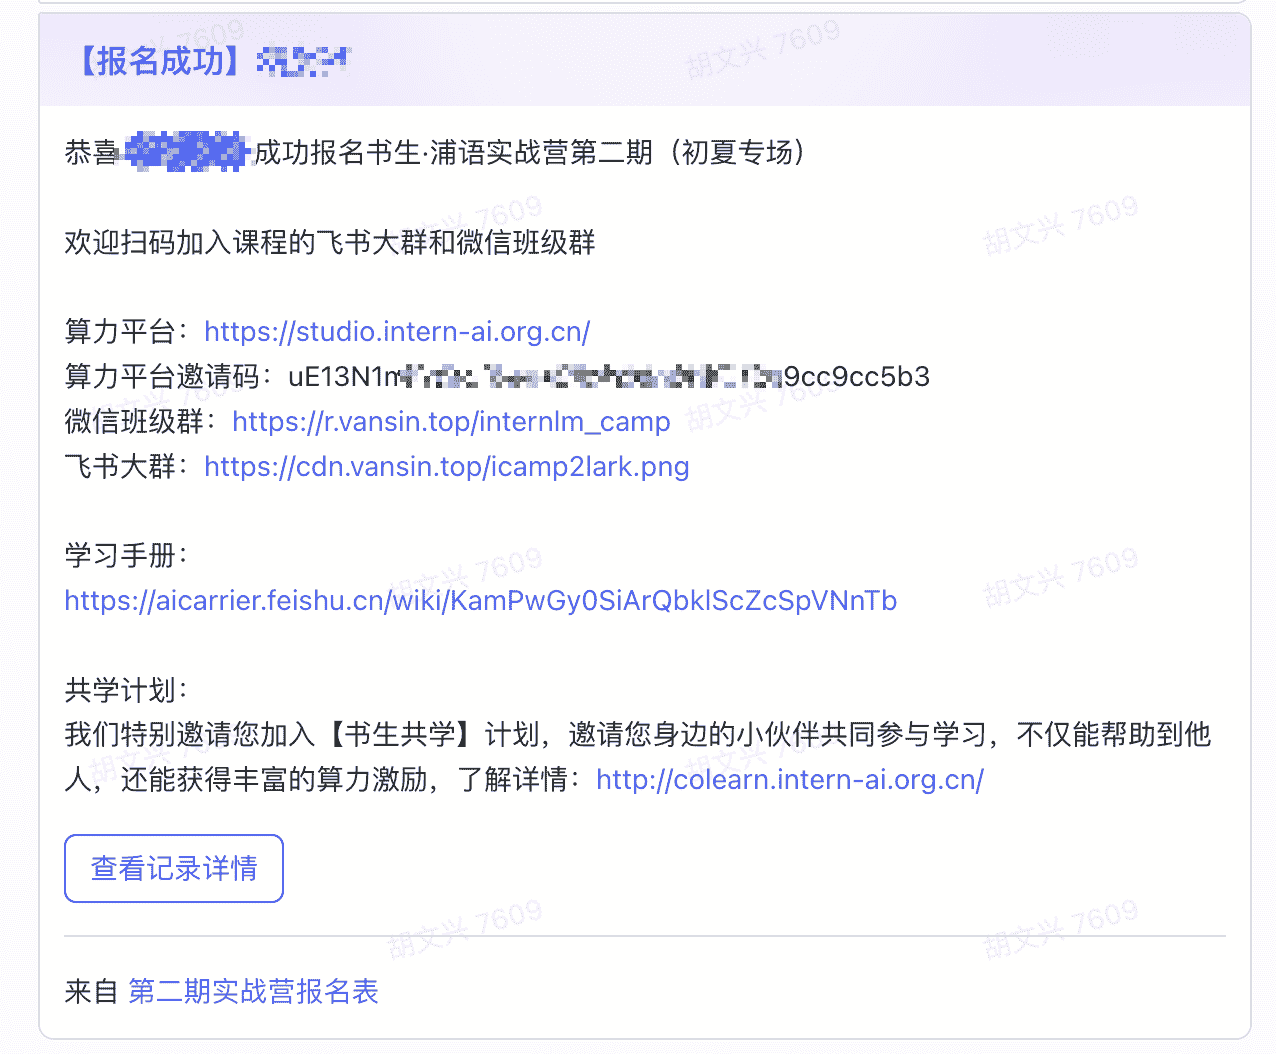 【报名成功】
恭喜 成功报名书生·浦语实战营第二期（初夏专场）
欢迎扫码加入课程的飞书大群和微信班级群
算力平台：https://studio.intern-ai.org.cn/
算力平台邀请码：uE13N1m 9cc9cc5b3
微信班级群：https://r.vansin.top/internlm_camp
飞书大群：https://cdn.vansin.top/icamp2lark.png
学习手册：
https://aicarrier.feishu.cn/wiki/KamPwGy0SiArQbklScZcSpVNnTb
共学计划：
我们特别邀请您加入【书生共学】计划，邀请您身边的小伙伴共同参与学习，不仅能帮助到他
人，还能获得丰富的算力激励，了解详情：http://colearn.intern-ai.org.cn/
查看记录详情
来自 第二期实战营报名表
胡文兴 7609